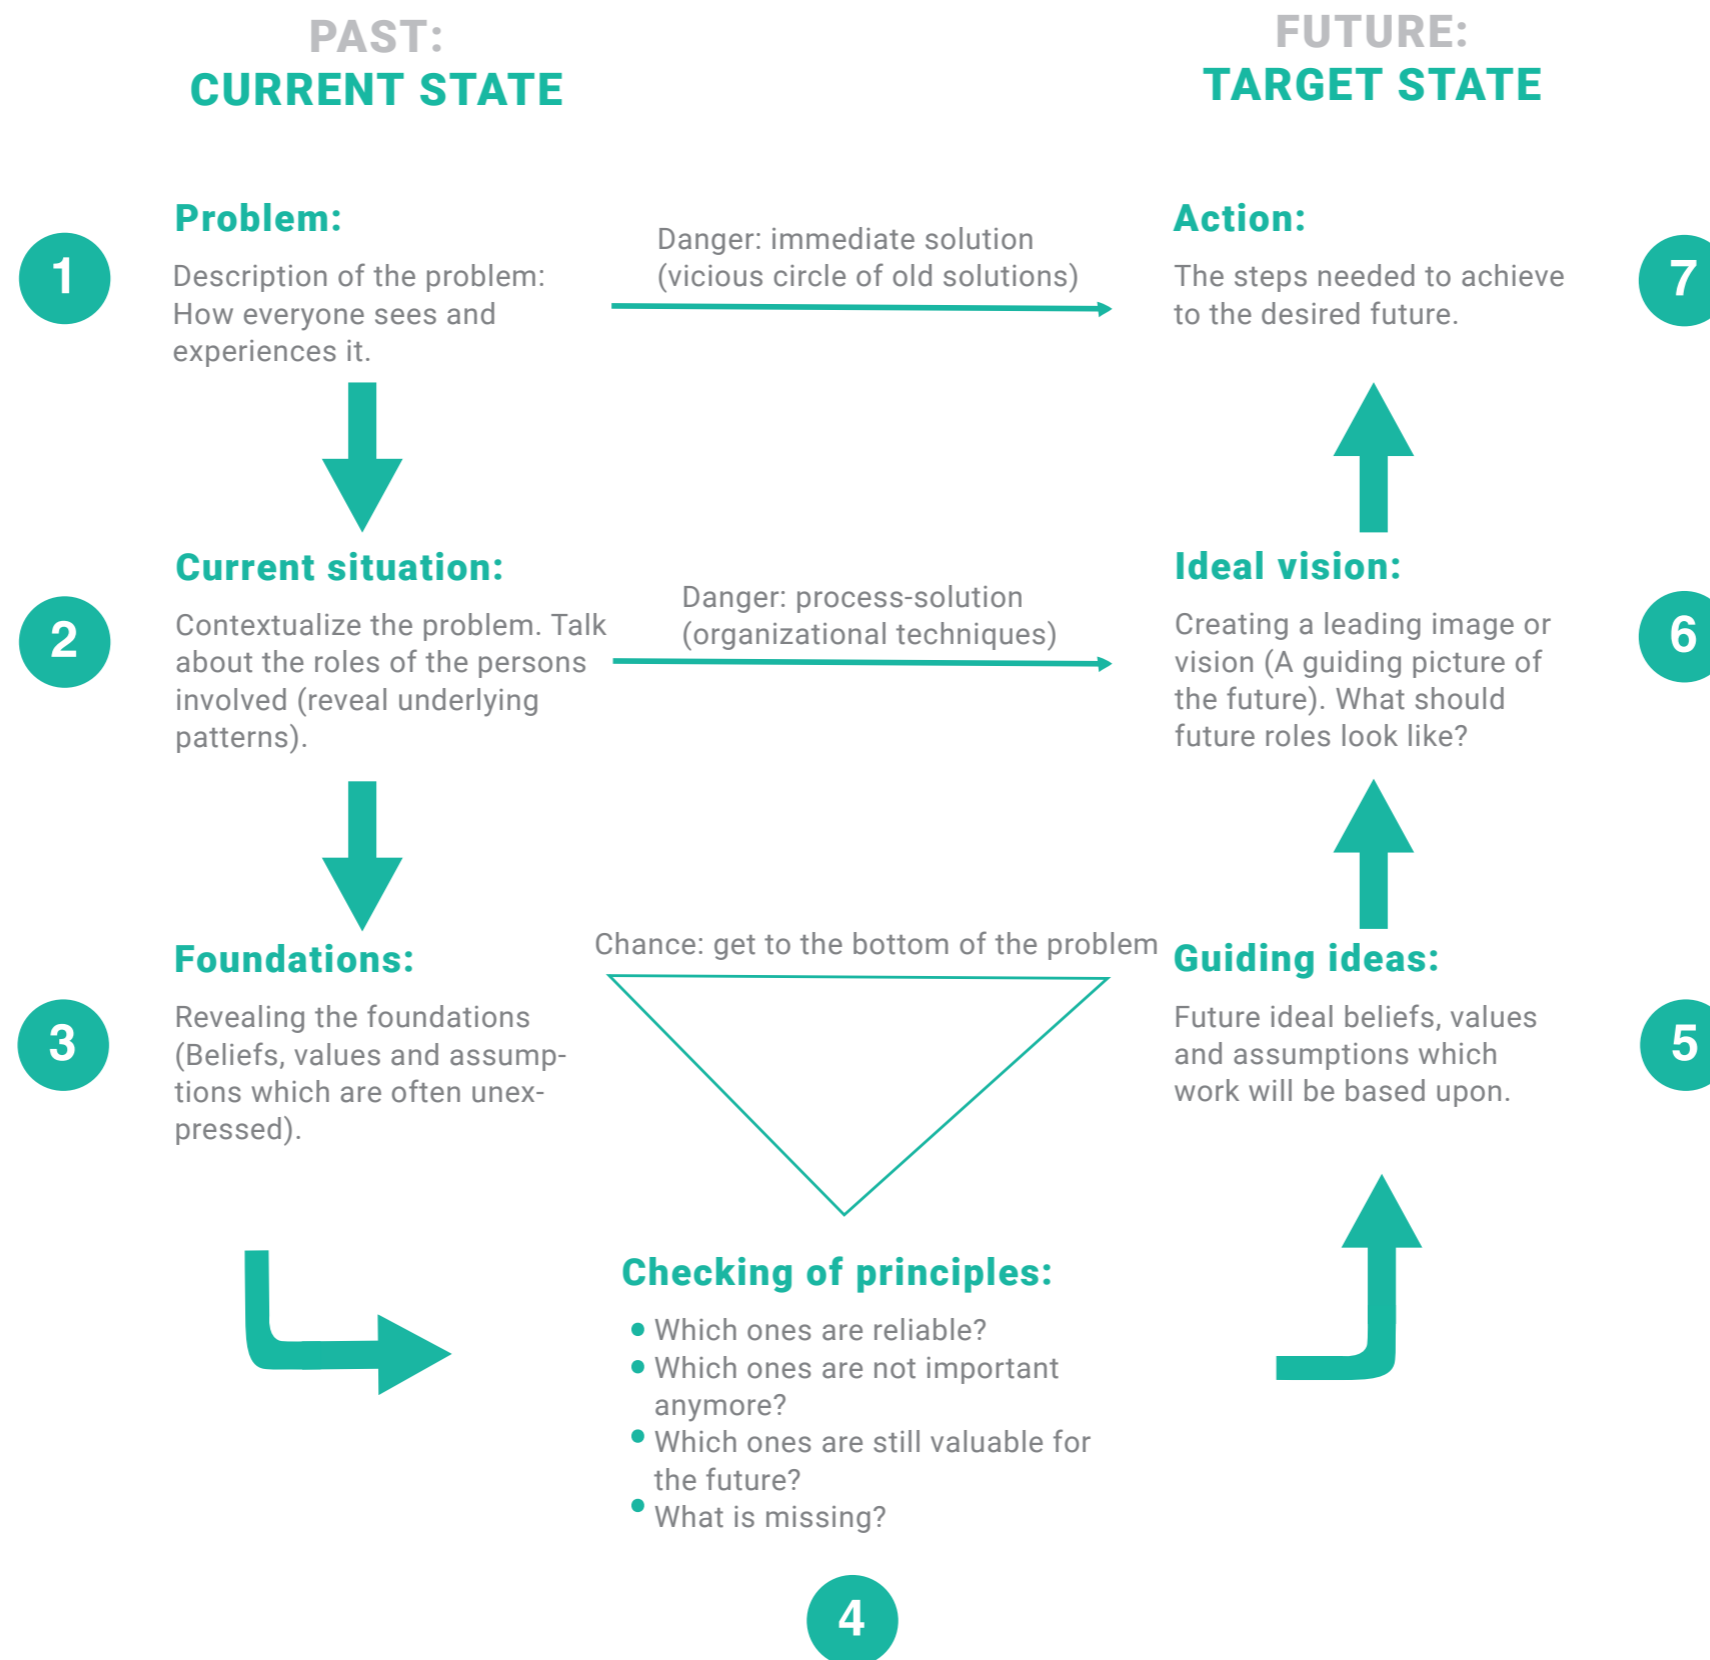 PAST:
CURRENT STATE
FUTURE:
TARGET STATE
1
Problem:
Description of the problem:
How everyone sees and
experiences it.
Danger: immediate solution
(vicious circle of old solutions)
Action:
The steps needed to achieve
to the desired future.
7
2
Current situation:
Contextualize the problem. Talk
about the roles of the persons
involved (reveal underlying
patterns).
Danger: process-solution
(organizational techniques)
Ideal vision:
Creating a leading image or
vision (A guiding picture of
the future). What should
future roles look like?
6
3
Foundations:
Revealing the foundations
(Beliefs, values and assump-
tions which are often unex-
pressed).
Chance: get to the bottom of the problem
Guiding ideas:
Future ideal beliefs, values
and assumptions which
work will be based upon.
5
Checking of principles:
• Which ones are reliable?
• Which ones are not important
anymore?
• Which ones are still valuable for
the future?
• What is missing?
4